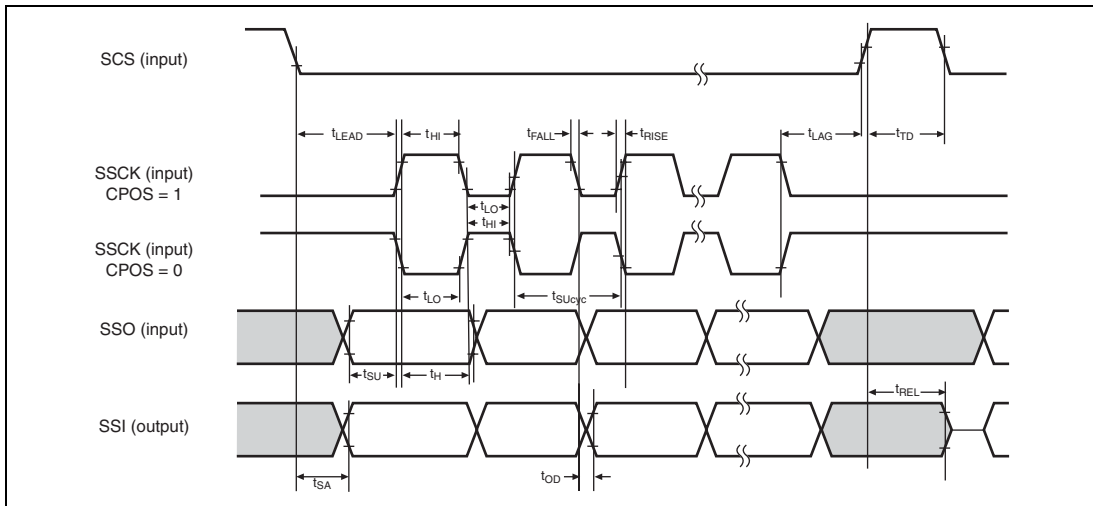 SCS (input)
tLEAD
tHI
tFALL
tRISE
tLAG
tTD
SSCK (input)
CPOS = 1
tLO
tHI
SSCK (input)
CPOS = 0
tLO
tSUcyc
SSO (input)
tSU
tH
tREL
SSI (output)
tSA
tOD